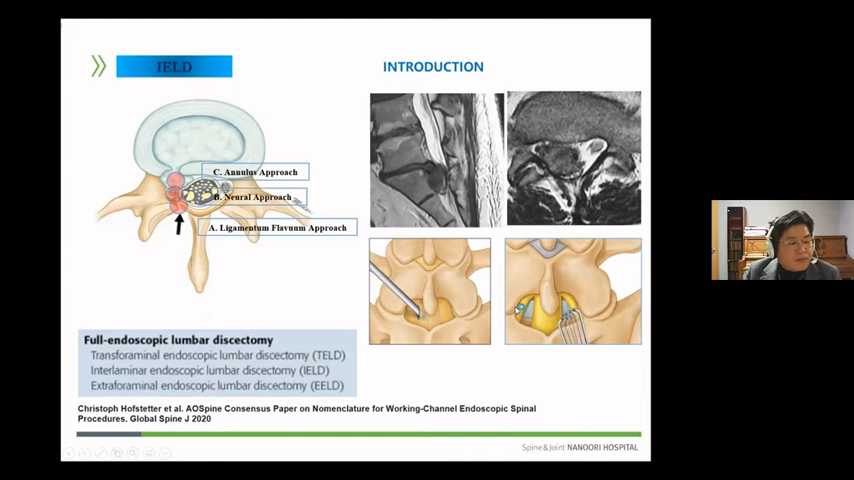 IELD
INTRODUCTION
C. Annulus Approach
B. Neural Approach
A. Ligamentum Flavuum Approach
Full-endoscopic lumbar discectomy
Transforaminal endoscopic lumbar discectomy (TELD)
Interlaminar endoscopic lumbar discectomy (IELD)
Extraforaminal endoscopic lumbar discectomy (EELD)
Christoph Hofstetter et al. AOSpine Consensus Paper on Nomenclature for Working-Channel Endoscopic Spinal
Procedures. Global Spine J 2020
Spine & Joint NANOORI HOSPITAL